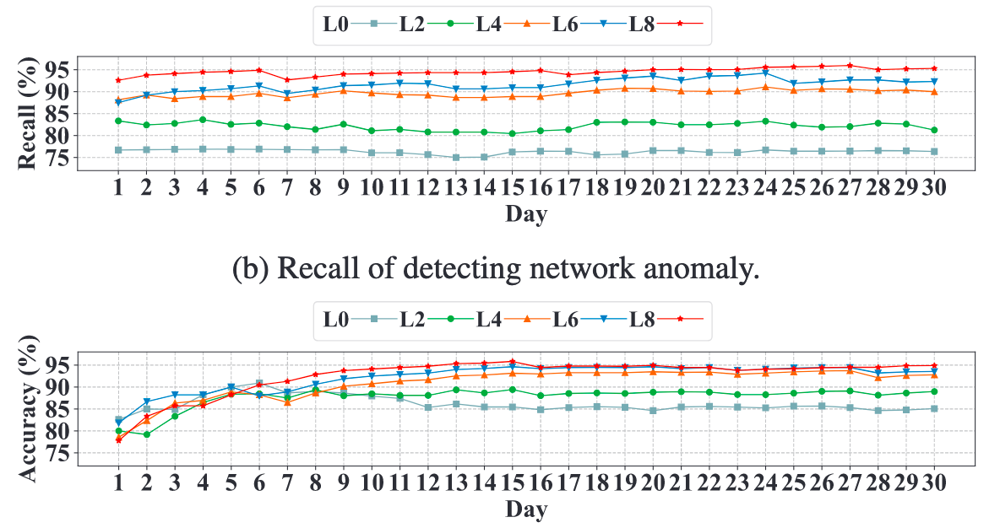 L0 L2 L4 L6 L8
Recall (%)
95
90
85
80
75
1 2 3 4 5 6 7 8 9 10 11 12 13 14 15 16 17 18 19 20 21 22 23 24 25 26 27 28 29 30
Day
(b) Recall of detecting network anomaly.
L0 L2 L4 L6 L8
Accuracy (%)
95
90
85
80
75
1 2 3 4 5 6 7 8 9 10 11 12 13 14 15 16 17 18 19 20 21 22 23 24 25 26 27 28 29 30
Day